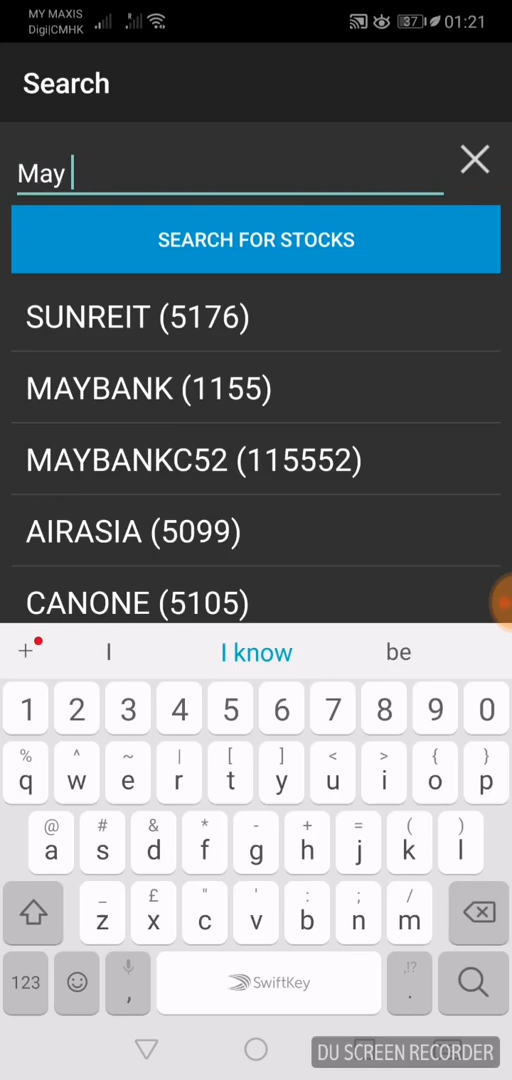 MY MAXIS
Digi|CMHK
37
01:21
Search
May
SEARCH FOR STOCKS
SUNREIT (5176)
MAYBANK (1155)
MAYBANKC52 (115552)
AIRASIA (5099)
CANONE (5105)
+ I I know be
1 2 3 4 5 6 7 8 9 0
% ^ ~ | [ ] < > { }
q w e r t y u i o p
@ # & * - + = ( )
a s d f g h j k l
_ £ " ' : ; /
z x c v b n m
123 , SwiftKey ,!? .
DU SCREEN RECORDER